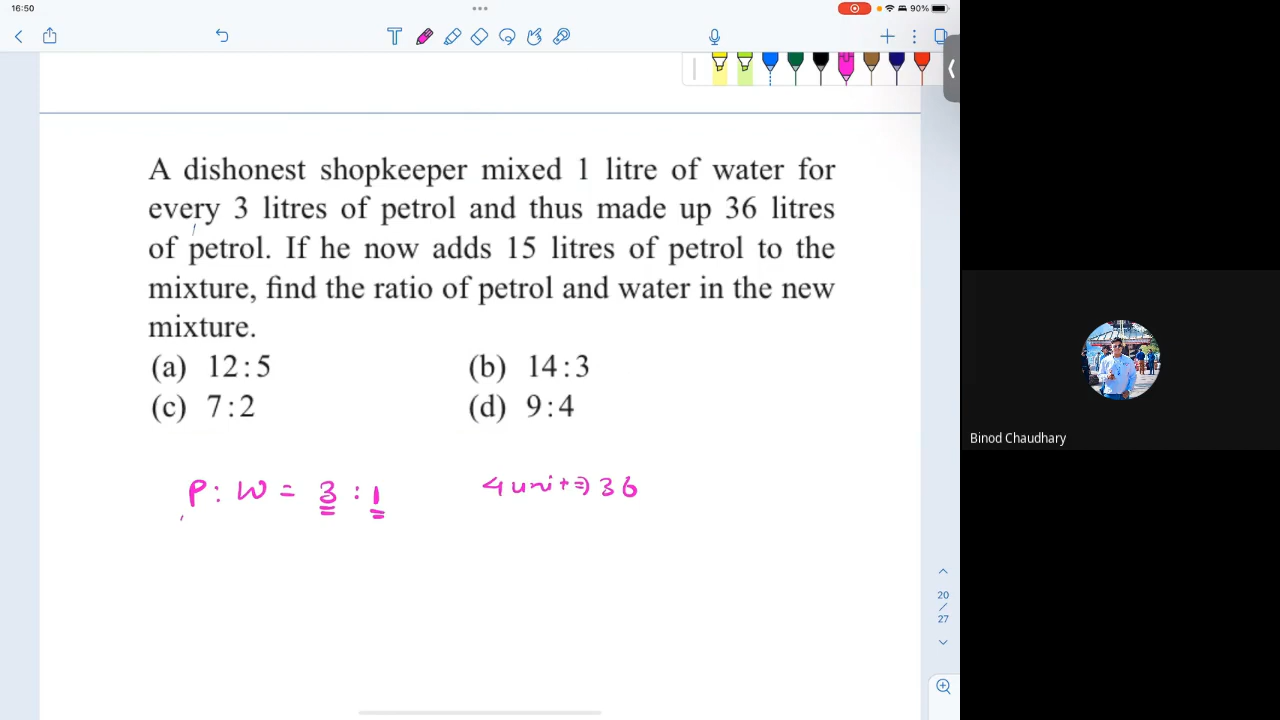 16:50
90%
A dishonest shopkeeper mixed 1 litre of water for
every 3 litres of petrol and thus made up 36 litres
of petrol. If he now adds 15 litres of petrol to the
mixture, find the ratio of petrol and water in the new
mixture.
(a) 12:5 (b) 14:3
(c) 7:2 (d) 9:4
P : W = 3 : 1 4 unit ⇒ 36
Binod Chaudhary
20
/
27